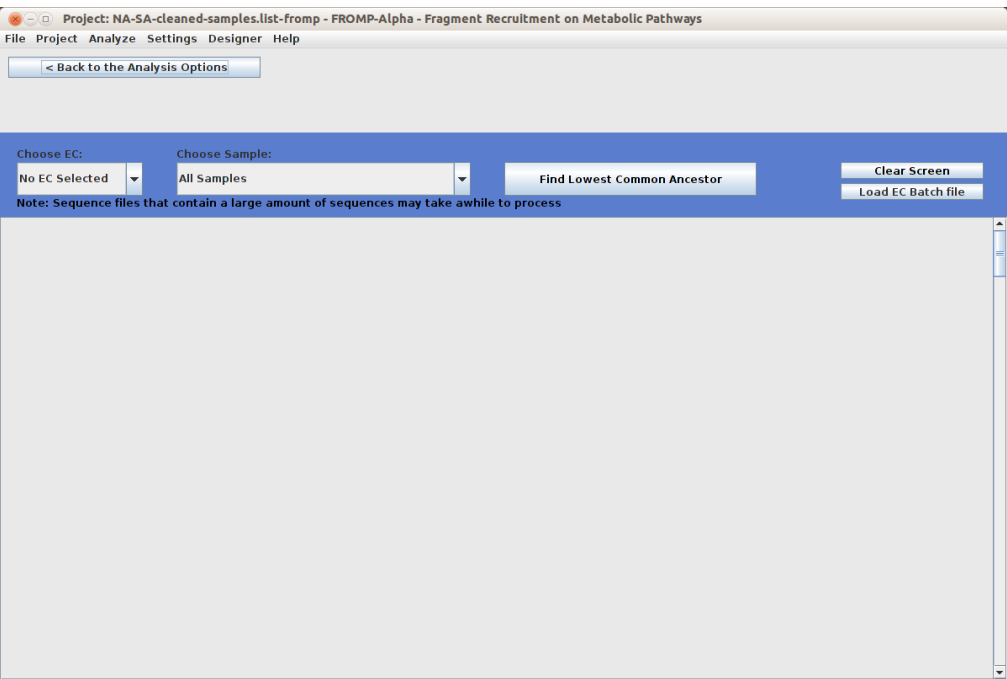 Project: NA-SA-cleaned-samples.list-fromp - FROMP-Alpha - Fragment Recruitment on Metabolic Pathways
File Project Analyze Settings Designer Help
< Back to the Analysis Options
Choose EC: Choose Sample:
No EC Selected All Samples Find Lowest Common Ancestor Clear Screen
Load EC Batch file
Note: Sequence files that contain a large amount of sequences may take awhile to process